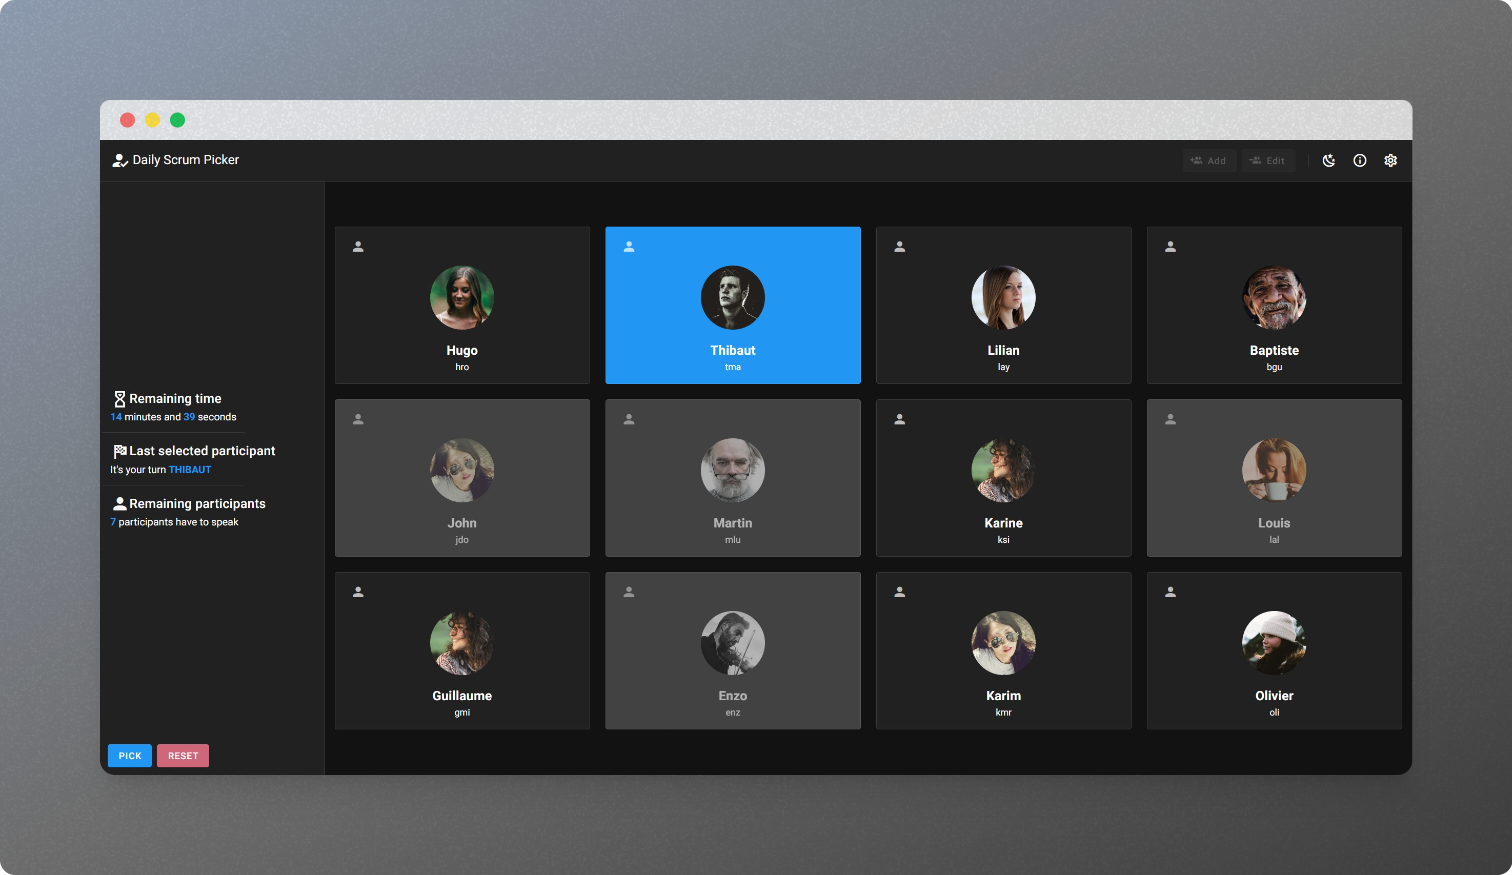 Daily Scrum Picker
Add
Edit
Remaining time
14 minutes and 39 seconds
Last selected participant
It's your turn THIBAUT
Remaining participants
7 participants have to speak
PICK
RESET
Hugo
hro
Thibaut
tma
Lilian
lay
Baptiste
bgu
John
jdo
Martin
mlu
Karine
ksi
Louis
lal
Guillaume
gmi
Enzo
enz
Karim
kmr
Olivier
oli